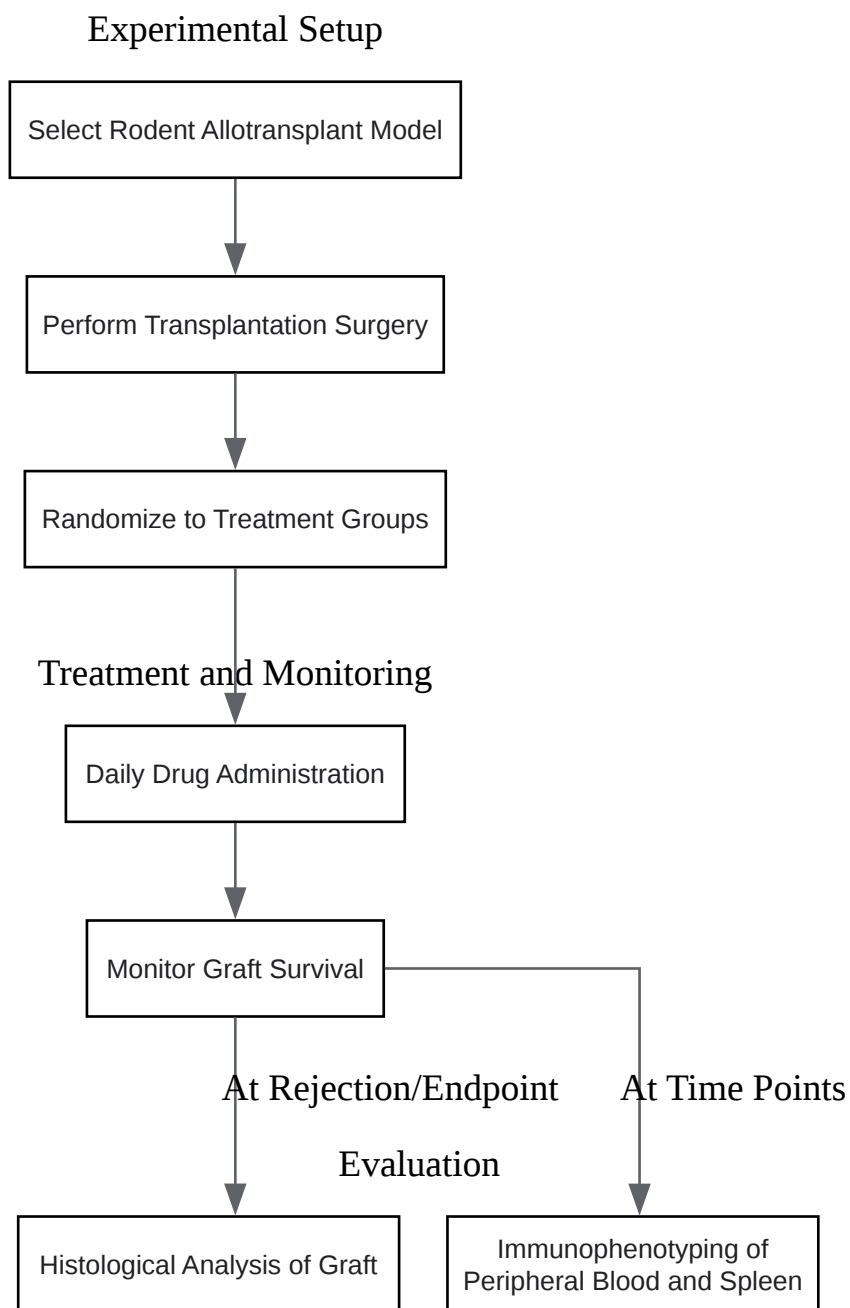 Experimental Setup
Select Rodent Allotransplant Model
Perform Transplantation Surgery
Randomize to Treatment Groups
Treatment and Monitoring
Daily Drug Administration
Monitor Graft Survival
At Rejection/Endpoint
At Time Points
Evaluation
Histological Analysis of Graft
Immunophenotyping of
Peripheral Blood and Spleen